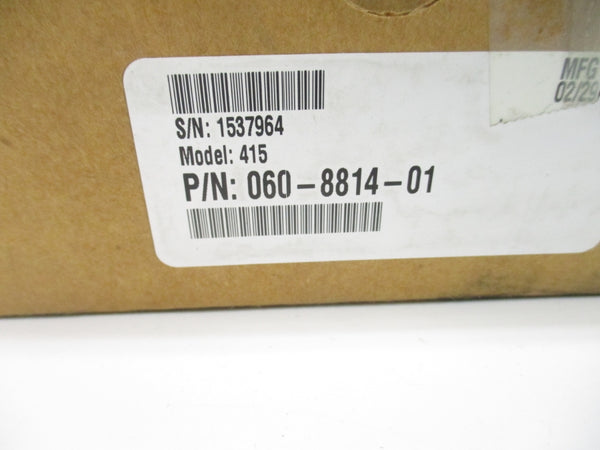 MFG
02/29/
S/N: 1537964
Model: 415
P/N: 060-8814-01